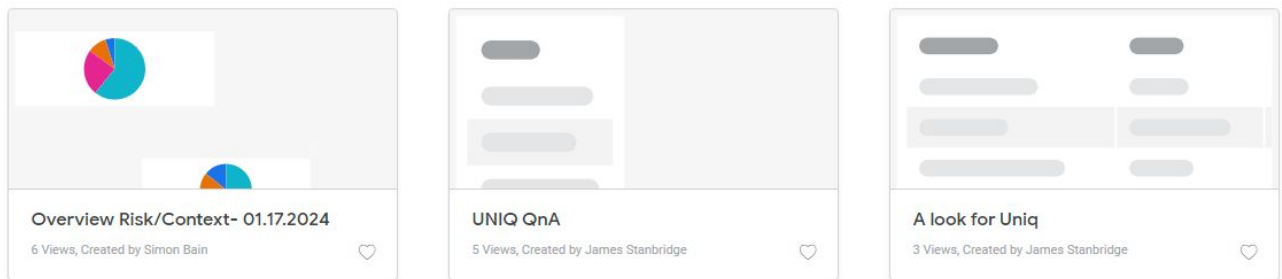 Overview Risk/Context- 01.17.2024
6 Views, Created by Simon Bain
UNIQ QnA
5 Views, Created by James Stanbridge
A look for Uniq
3 Views, Created by James Stanbridge